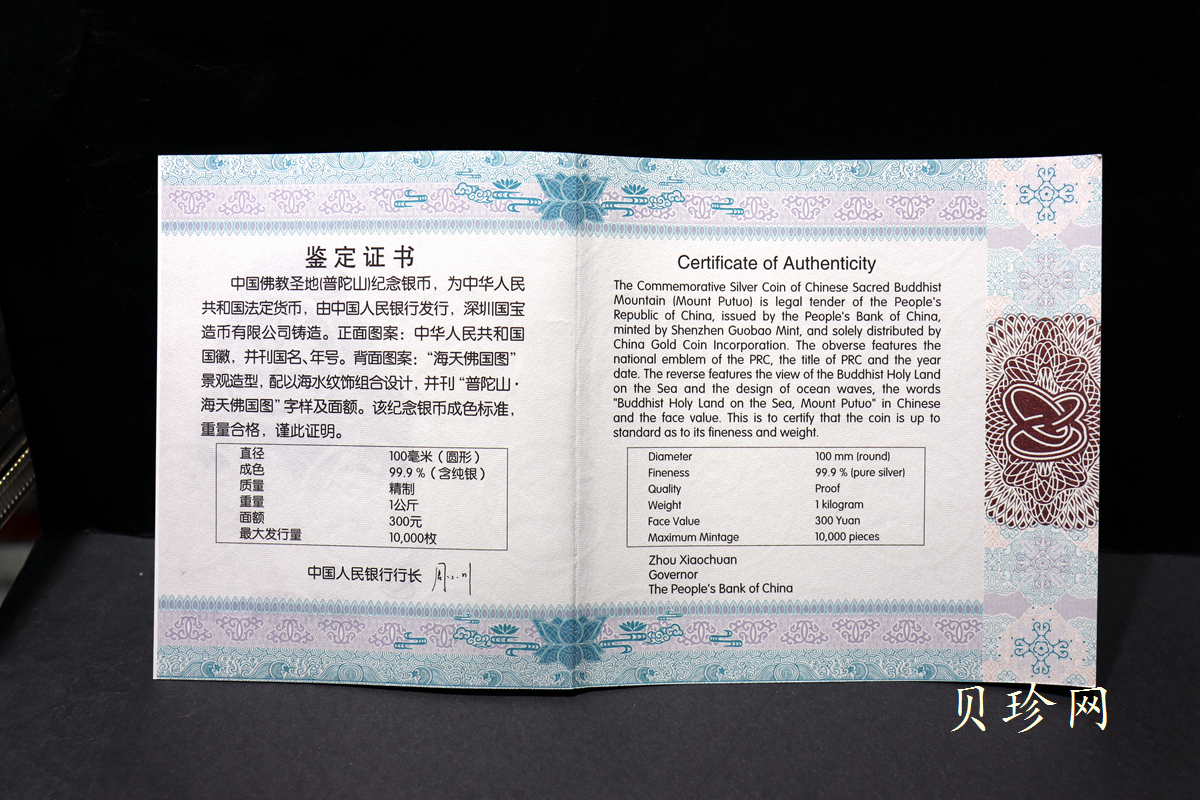 鉴定证书
中国佛教圣地(普陀山)纪念银币，为中华人民
共和国法定货币，由中国人民银行发行，深圳国宝
造币有限公司铸造。正面图案：中华人民共和国
国徽，并刊国名、年号。背面图案：“海天佛国图”
景观造型，配以海水纹饰组合设计，并刊“普陀山·
海天佛国图”字样及面额。该纪念银币成色标准，
重量合格，谨此证明。
直径 100毫米（圆形）
成色 99.9％（含纯银）
质量 精制
重量 1公斤
面额 300元
最大发行量 10,000枚
中国人民银行行长
Certificate of Authenticity
The Commemorative Silver Coin of Chinese Sacred Buddhist
Mountain (Mount Putuo) is legal tender of the People's
Republic of China, issued by the People's Bank of China,
minted by Shenzhen Guobao Mint, and solely distributed by
China Gold Coin Incorporation. The obverse features the
national emblem of the PRC, the title of PRC and the year
date. The reverse features the view of the Buddhist Holy Land
on the Sea and the design of ocean waves, the words
"Buddhist Holy Land on the Sea, Mount Putuo" in Chinese
and the face value. This is to certify that the coin is up to
standard as to its fineness and weight.
Diameter 100 mm (round)
Fineness 99.9 % (pure silver)
Quality Proof
Weight 1 kilogram
Face Value 300 Yuan
Maximum Mintage 10,000 pieces
Zhou Xiaochuan
Governor
The People's Bank of China
贝珍网